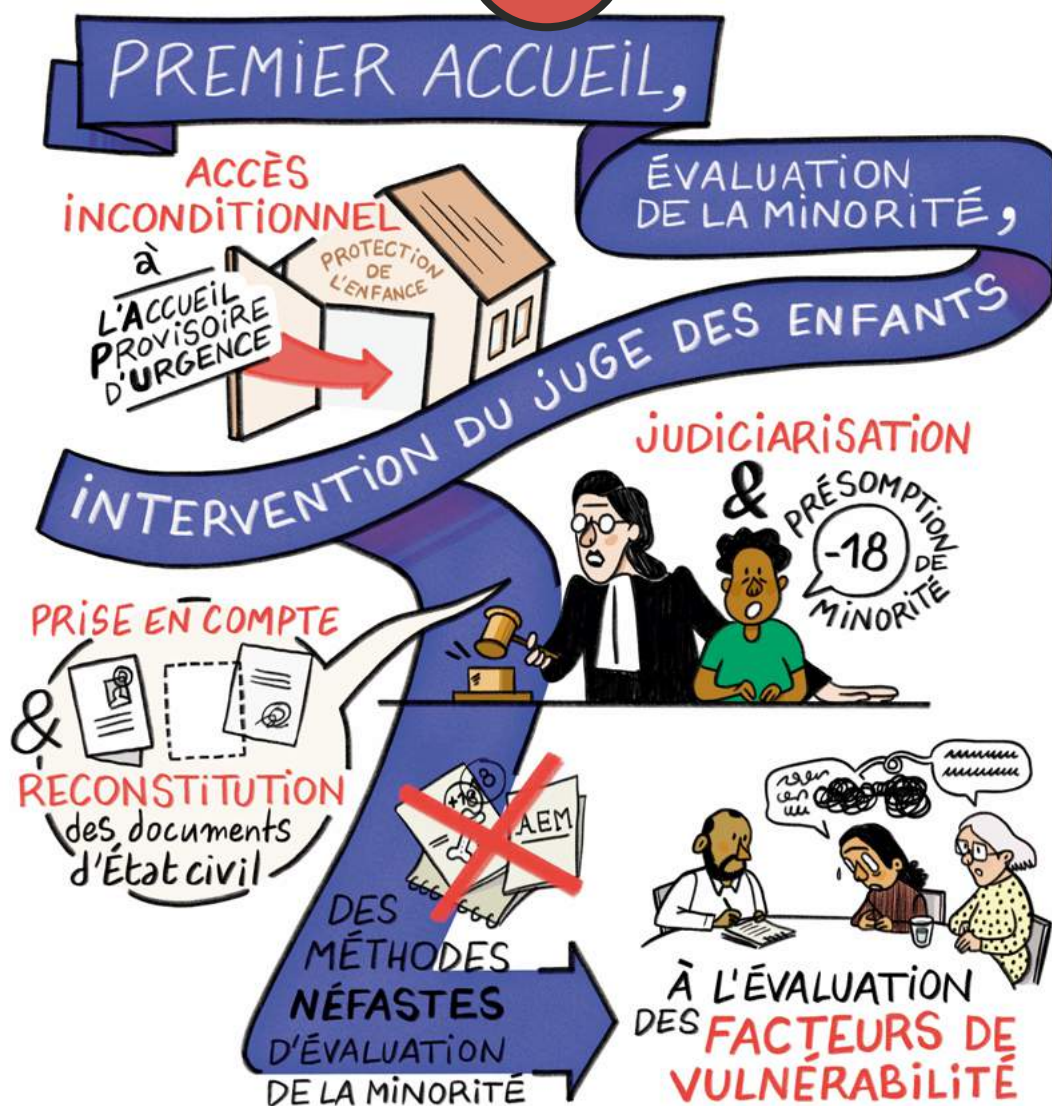 PREMIER ACCUEIL,
ÉVALUATION
DE LA MINORITÉ,
INTERVENTION DU JUGE DES ENFANTS
ACCÈS
INCONDITIONNEL
à
L'ACCUEIL
PROVISOIRE
D'URGENCE
PROTECTION
DE
L'ENFANCE
JUDICIARISATION
&
PRÉSOMPTION DE MINORITÉ
-18
PRISE EN COMPTE
&
RECONSTITUTION
des documents
d'État civil
+18
AEM
DES
MÉTHODES
NÉFASTES
D'ÉVALUATION
DE LA MINORITÉ
À L'ÉVALUATION
DES FACTEURS DE
VULNÉRABILITÉ